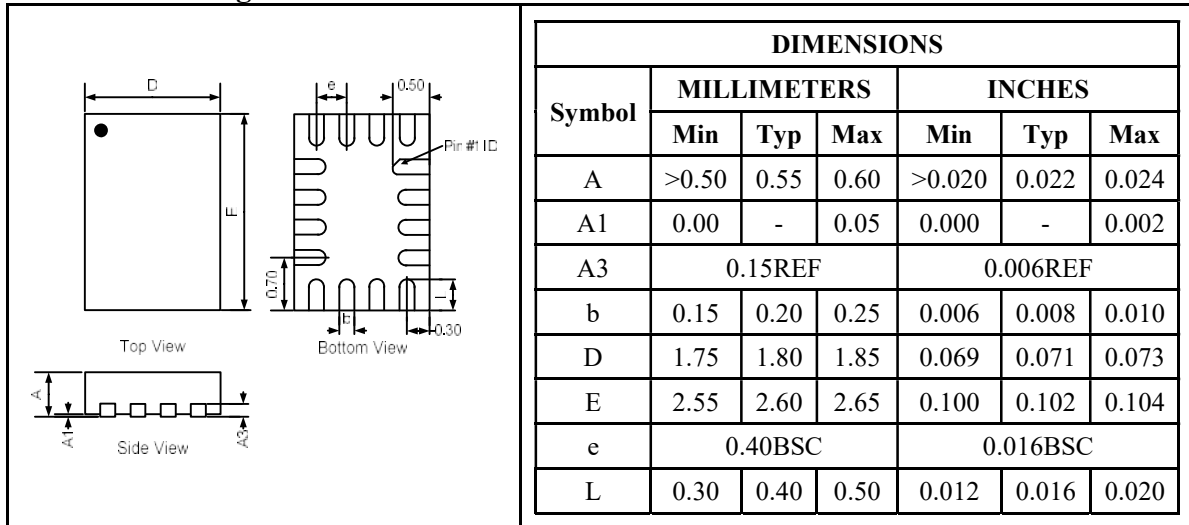 D
e
0.50
Pin #1 ID
E
0.70
L
b
0.30
Top View
Bottom View
A
A1
A3
Side View
DIMENSIONS
Symbol MILLIMETERS INCHES
Min Typ Max Min Typ Max
A >0.50 0.55 0.60 >0.020 0.022 0.024
A1 0.00 - 0.05 0.000 - 0.002
A3 0.15REF 0.006REF
b 0.15 0.20 0.25 0.006 0.008 0.010
D 1.75 1.80 1.85 0.069 0.071 0.073
E 2.55 2.60 2.65 0.100 0.102 0.104
e 0.40BSC 0.016BSC
L 0.30 0.40 0.50 0.012 0.016 0.020